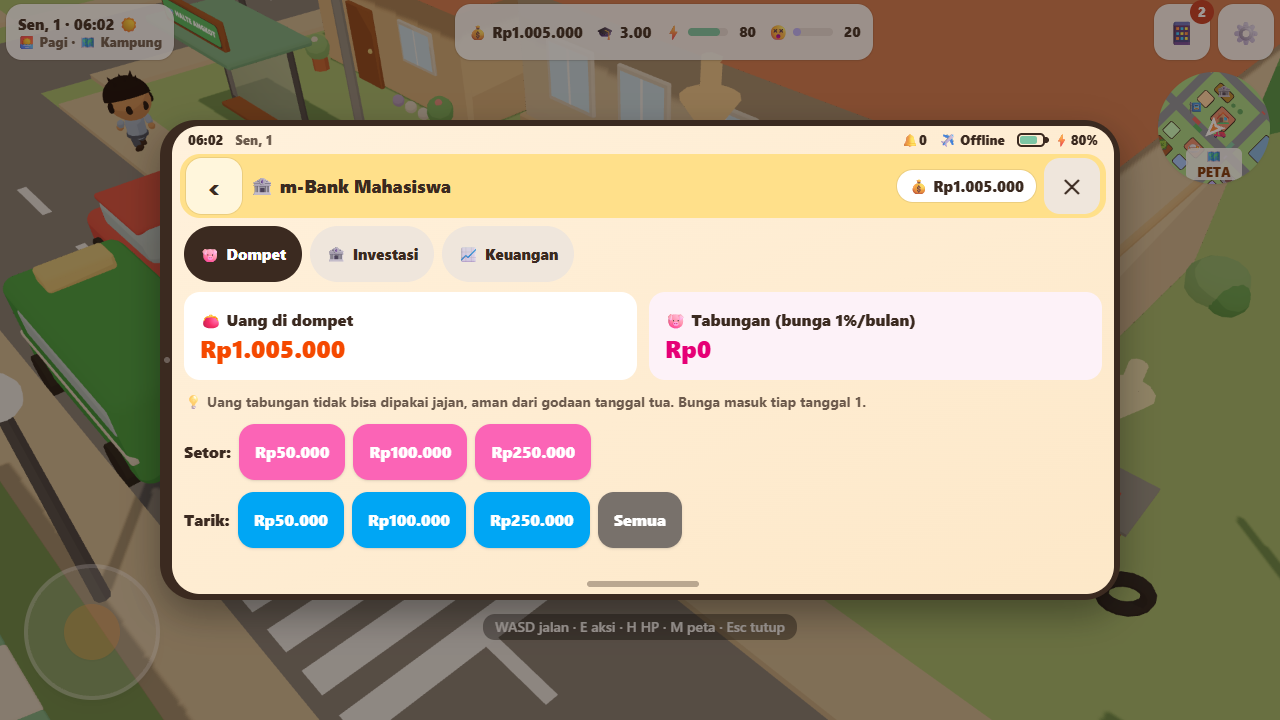 Sen, 1 · 06:02
Pagi · Kampung
HALTE ANGKOT
Rp1.005.000 3.00 80 20
2
PETA
06:02 Sen, 1
0 Offline 80%
‹ m-Bank Mahasiswa Rp1.005.000 ✕
Dompet Investasi Keuangan
Uang di dompet
Rp1.005.000
Tabungan (bunga 1%/bulan)
Rp0
Uang tabungan tidak bisa dipakai jajan, aman dari godaan tanggal tua. Bunga masuk tiap tanggal 1.
Setor: Rp50.000 Rp100.000 Rp250.000
Tarik: Rp50.000 Rp100.000 Rp250.000 Semua
WASD jalan · E aksi · H HP · M peta · Esc tutup